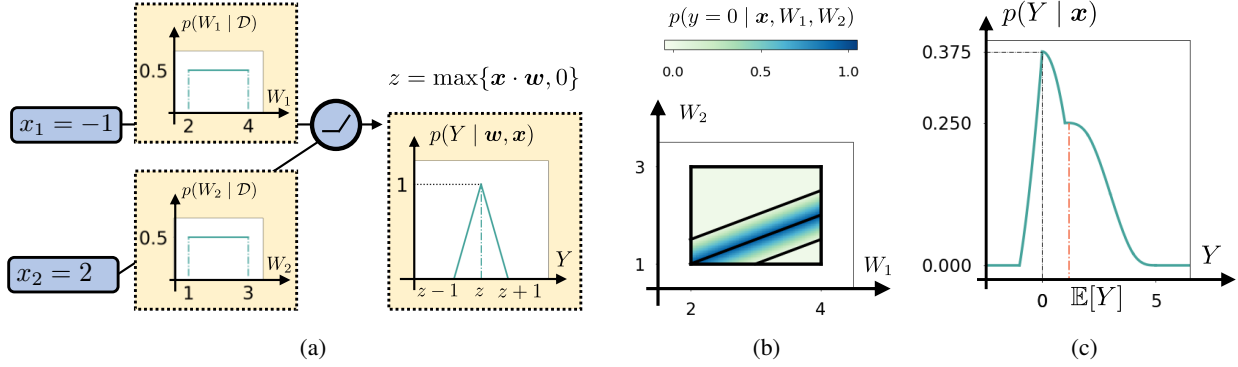 p(W₁ | 𝒟)
0.5
W₁
2 4
x₁ = −1
p(W₂ | 𝒟)
0.5
W₂
1 3
x₂ = 2
z = max{𝒙 · 𝒘, 0}
p(Y | 𝒘, 𝒙)
1
Y
z − 1 z z + 1
(a)
p(y = 0 | 𝒙, W₁, W₂)
0.0 0.5 1.0
W₂
3
1
W₁
2 4
(b)
p(Y | 𝒙)
0.375
0.250
0.000
Y
0 𝔼[Y] 5
(c)